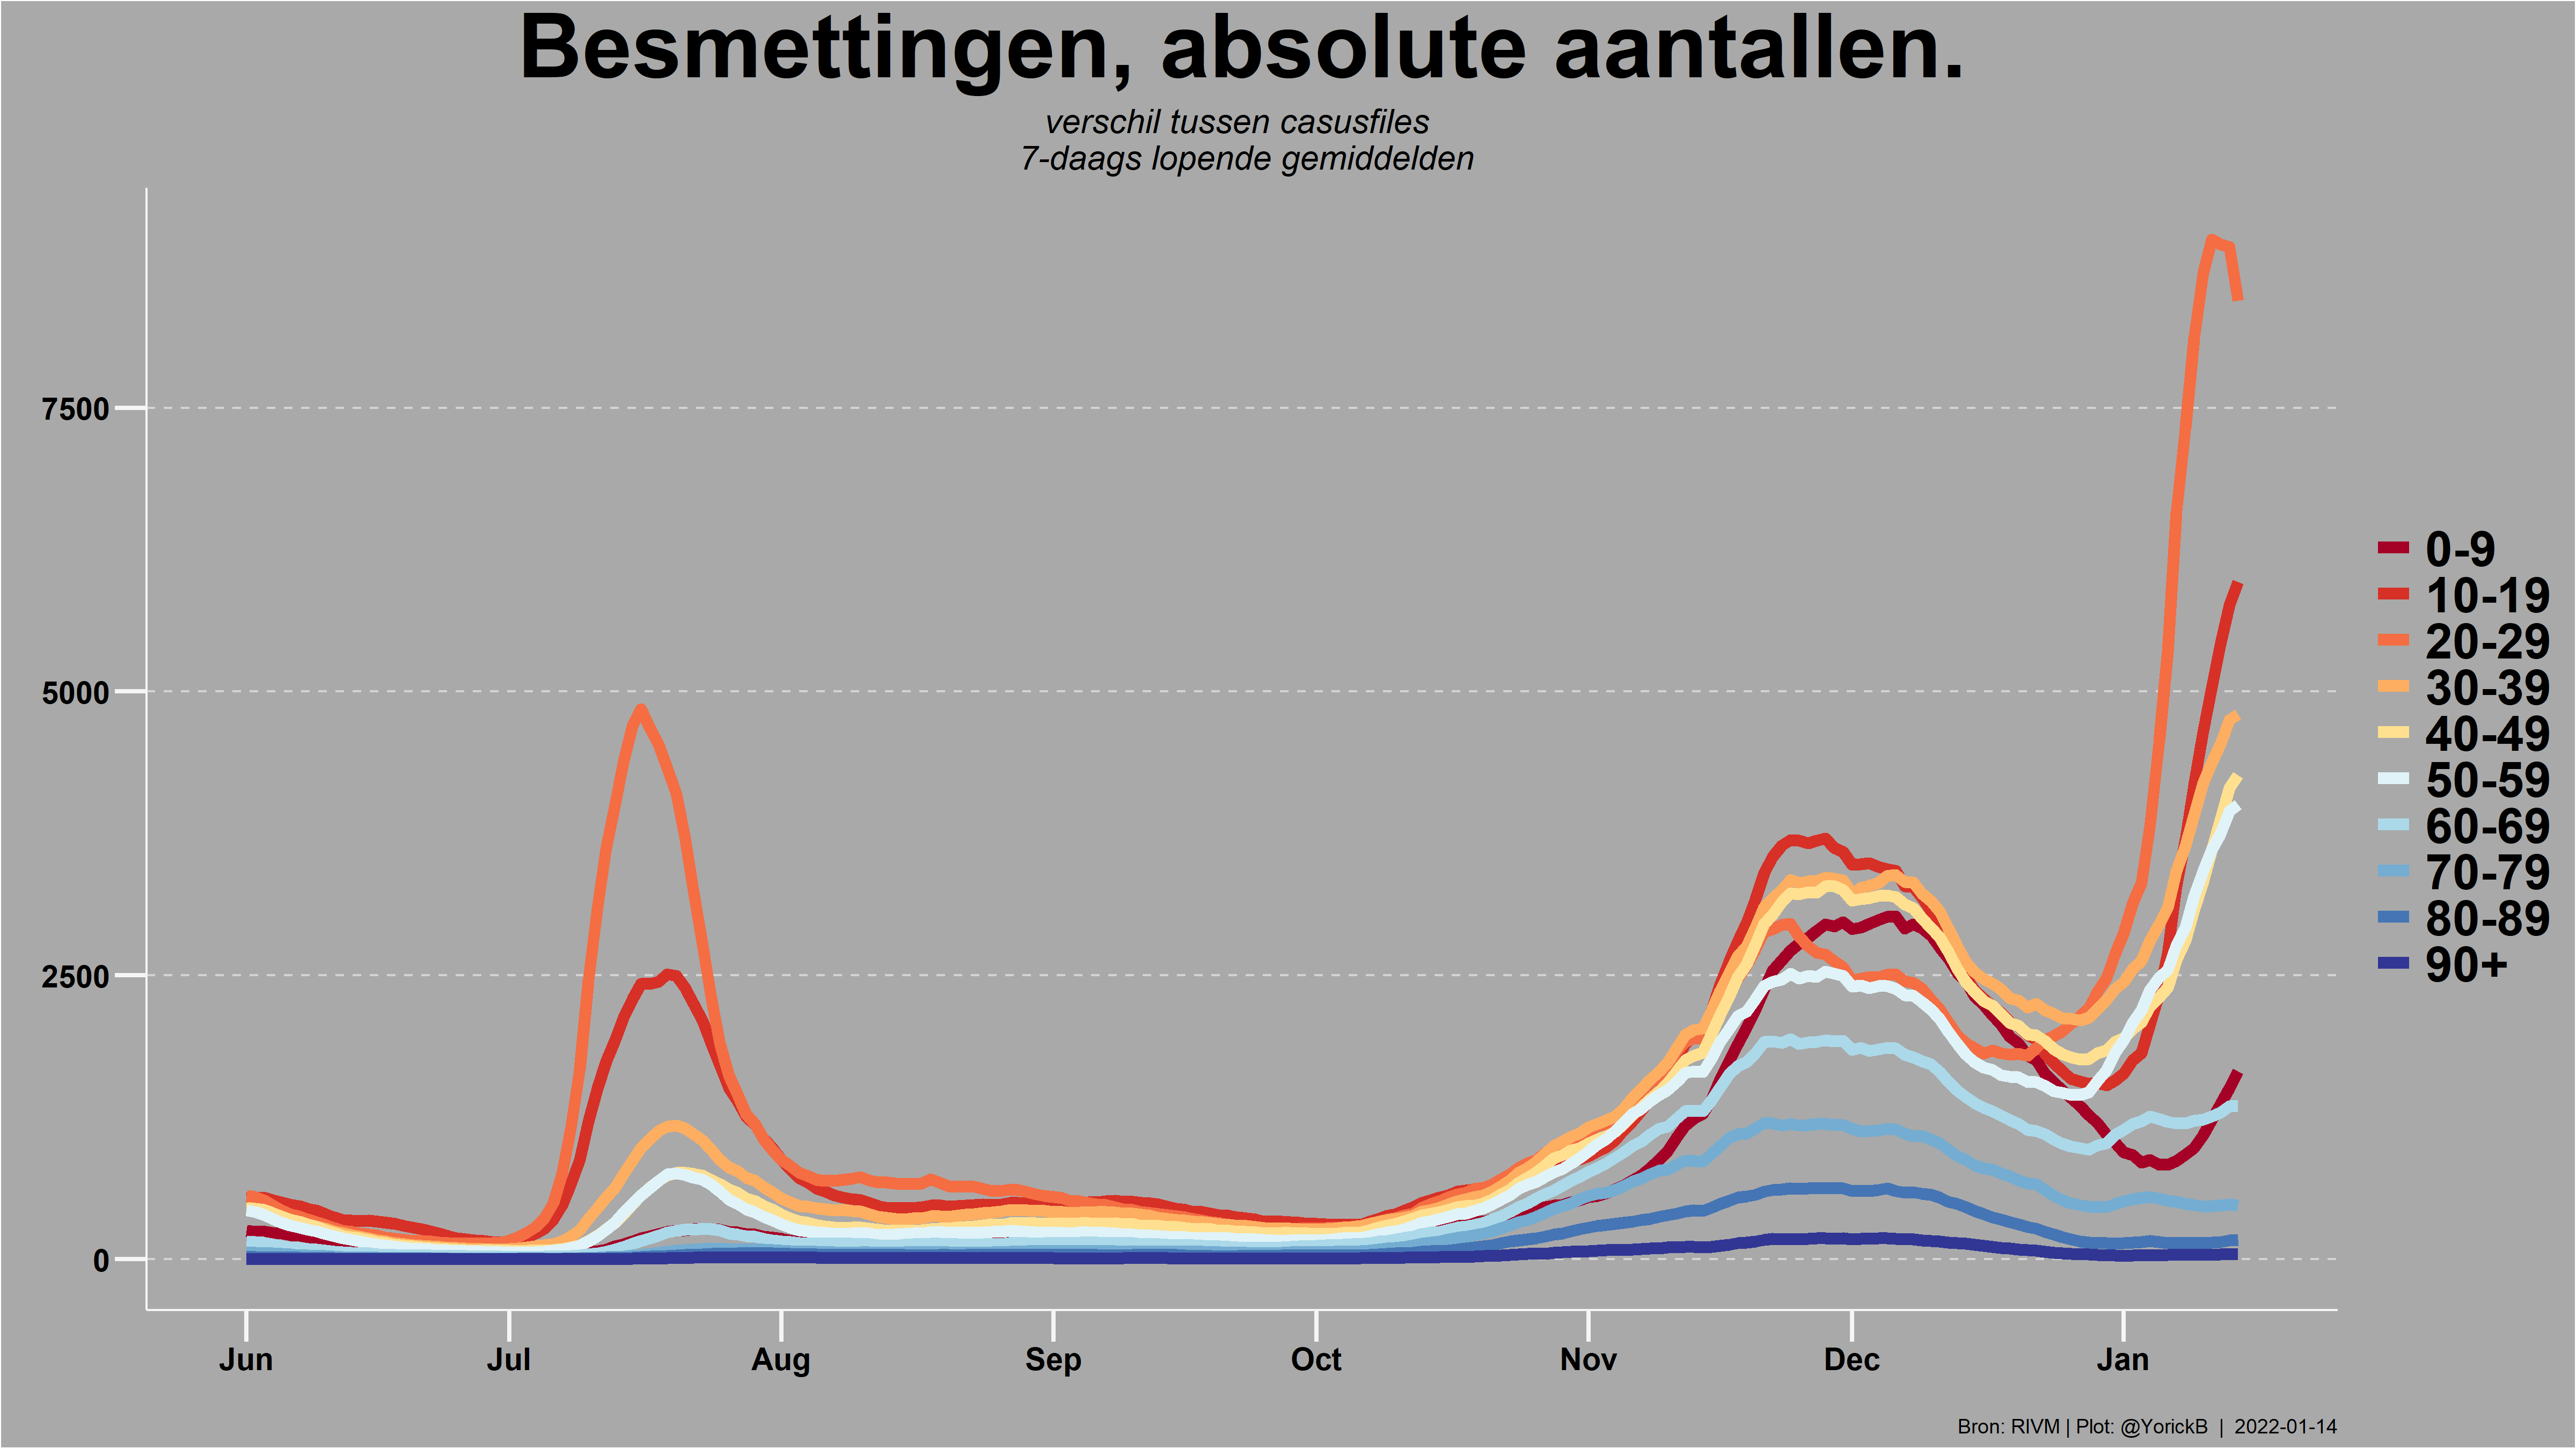 Besmettingen, absolute aantallen.
verschil tussen casusfiles
7-daags lopende gemiddelden
7500
5000
2500
0
Jun
Jul
Aug
Sep
Oct
Nov
Dec
Jan
0-9
10-19
20-29
30-39
40-49
50-59
60-69
70-79
80-89
90+
Bron: RIVM | Plot: @YorickB | 2022-01-14